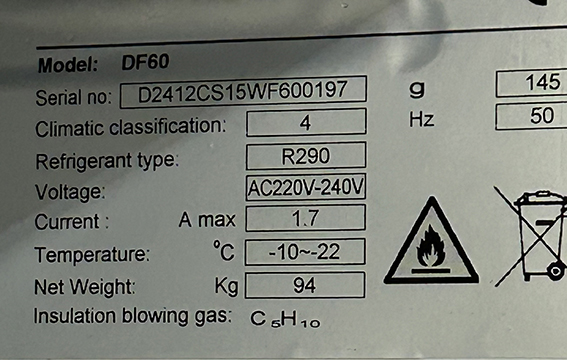 Model: DF60
Serial no: D2412CS15WF600197 g 145
Climatic classification: 4 Hz 50
Refrigerant type: R290
Voltage: AC220V-240V
Current : A max 1.7
Temperature: °C -10~-22
Net Weight: Kg 94
Insulation blowing gas: C₅H₁₀